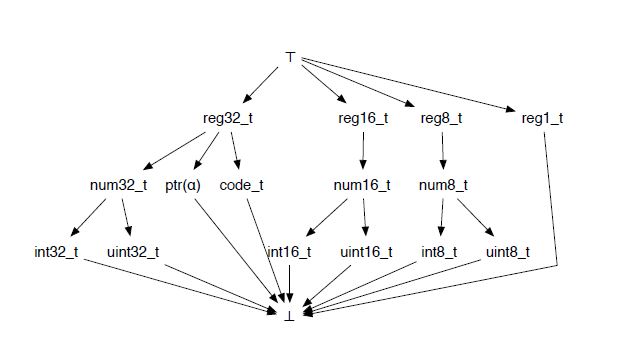 ⊤
reg32_t reg16_t reg8_t reg1_t
num32_t ptr(α) code_t num16_t num8_t
int32_t uint32_t int16_t uint16_t int8_t uint8_t
⊥